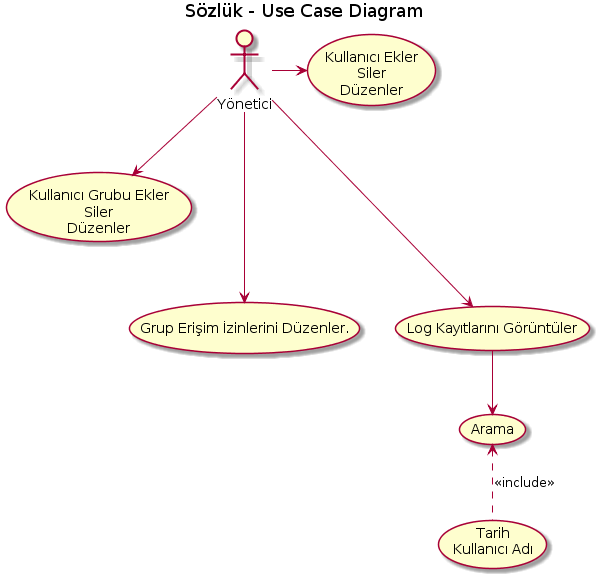 Sözlük - Use Case Diagram
Kullanıcı Ekler
Siler
Düzenler
Yönetici
Kullanıcı Grubu Ekler
Siler
Düzenler
Grup Erişim İzinlerini Düzenler.
Log Kayıtlarını Görüntüler
Arama
«include»
Tarih
Kullanıcı Adı